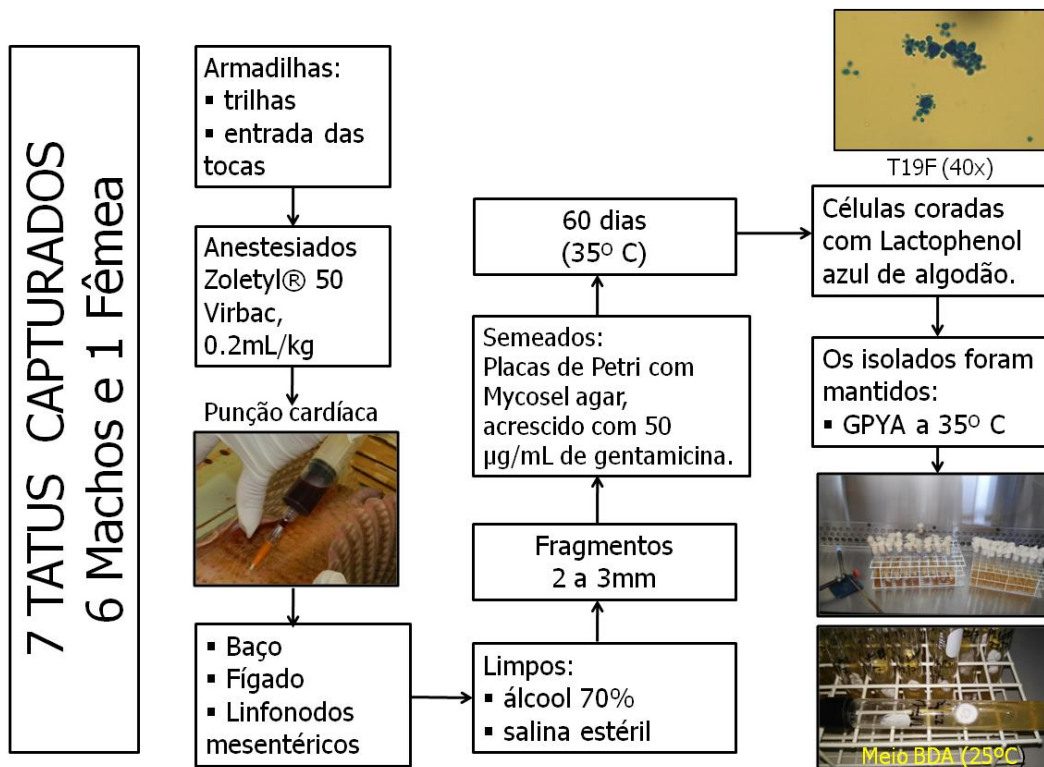 7 TATUS CAPTURADOS
6 Machos e 1 Fêmea
Armadilhas:
▪ trilhas
▪ entrada das
tocas
Anestesiados
Zoletyl® 50
Virbac,
0.2mL/kg
Punção cardíaca
▪ Baço
▪ Fígado
▪ Linfonodos
mesentéricos
Limpos:
▪ álcool 70%
▪ salina estéril
Fragmentos
2 a 3mm
Semeados:
Placas de Petri com
Mycosel agar,
acrescido com 50
µg/mL de gentamicina.
60 dias
(35º C)
T19F (40x)
Células coradas
com Lactophenol
azul de algodão.
Os isolados foram
mantidos:
▪ GPYA a 35º C
Meio BDA (25ºC